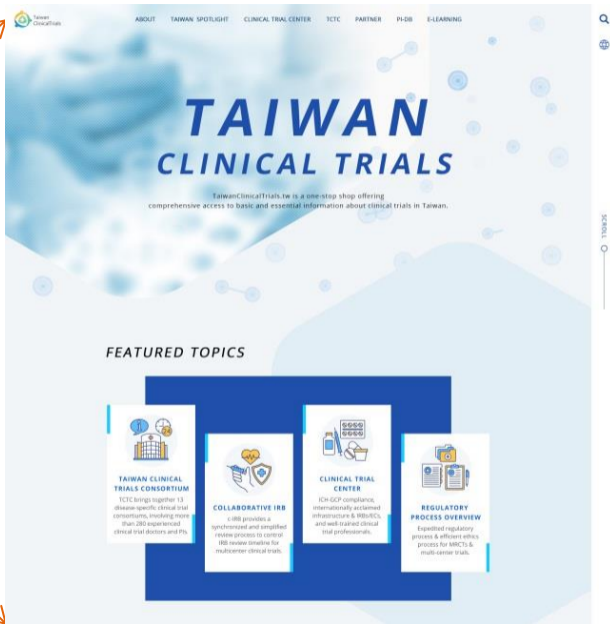 Taiwan
ClinicalTrials
ABOUT TAIWAN SPOTLIGHT CLINICAL TRIAL CENTER TCTC PARTNER PI-DB E-LEARNING
TAIWAN
CLINICAL TRIALS
TaiwanClinicalTrials.tw is a one-stop shop offering
comprehensive access to basic and essential information about clinical trials in Taiwan.
SCROLL
FEATURED TOPICS
TAIWAN CLINICAL
TRIALS CONSORTIUM
TCTC brings together 13
disease-specific clinical trial
consortiums, involving more
than 280 experienced
clinical trial doctors and PIs.
COLLABORATIVE IRB
c-IRB provides a
synchronized and simplified
review process to control
IRB review timeline for
multicenter clinical trials.
CLINICAL TRIAL
CENTER
ICH-GCP compliance,
internationally acclaimed
infrastructure & IRBs/ECs,
and well-trained clinical
trial professionals.
REGULATORY
PROCESS OVERVIEW
Expedited regulatory
process & efficient ethics
process for MRCTs &
multi-center trials.